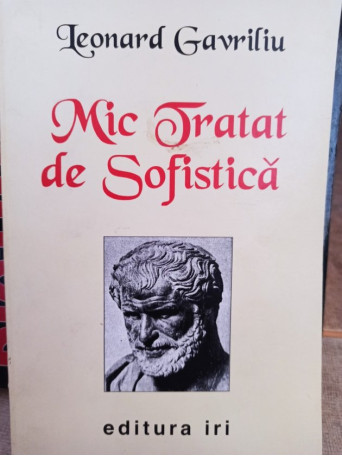 Leonard Gavriliu
Mic Tratat
de Sofistică
editura iri